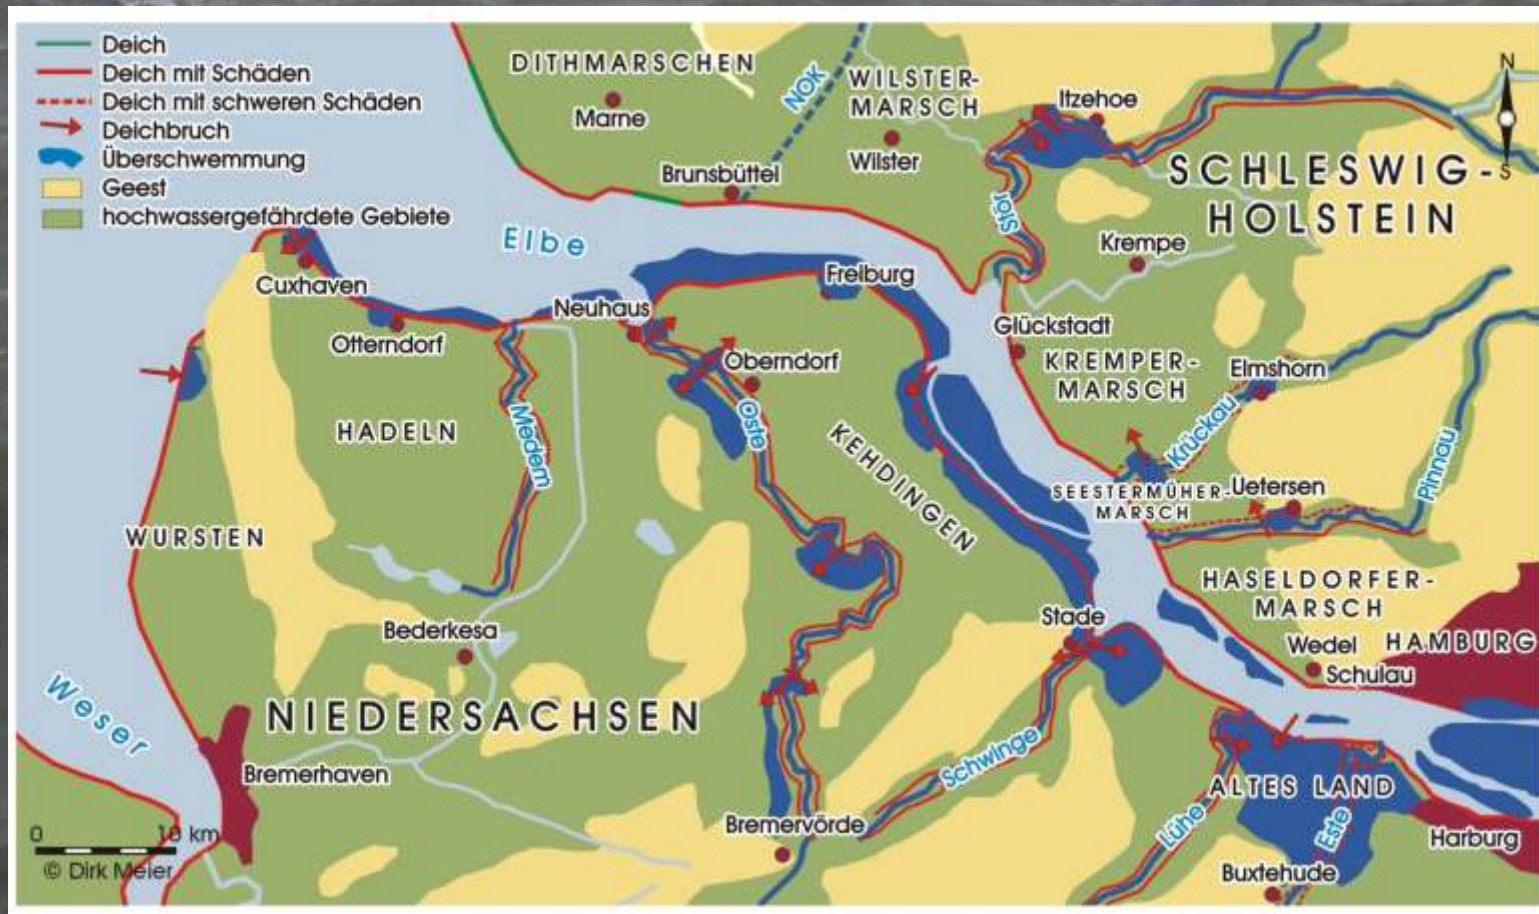 Deich
Deich mit Schäden
Deich mit schweren Schäden
Deichbruch
Überschwemmung
Geest
hochwassergefährdete Gebiete
DITHMARSCHEN
Marne
NOK
WILSTER-
MARSCH
Wilster
Itzehoe
N
S
SCHLESWIG-
HOLSTEIN
Brunsbüttel
Stör
Krempe
Elbe
Cuxhaven
Otterndorf
Neuhaus
Freiburg
Glückstadt
KREMPER-
MARSCH
Elmshorn
Krückau
Oberndorf
Oste
Medem
HADELN
KEHDINGEN
SEESTERMÜHER-
MARSCH
Uetersen
Pinnau
WURSTEN
HASELDORFER-
MARSCH
Stade
Bederkesa
Wedel
Schulau
HAMBURG
Weser
NIEDERSACHSEN
Bremerhaven
Schwinge
ALTES LAND
Lühe
Este
Harburg
Bremervörde
Buxtehude
0 10 km
© Dirk Meier